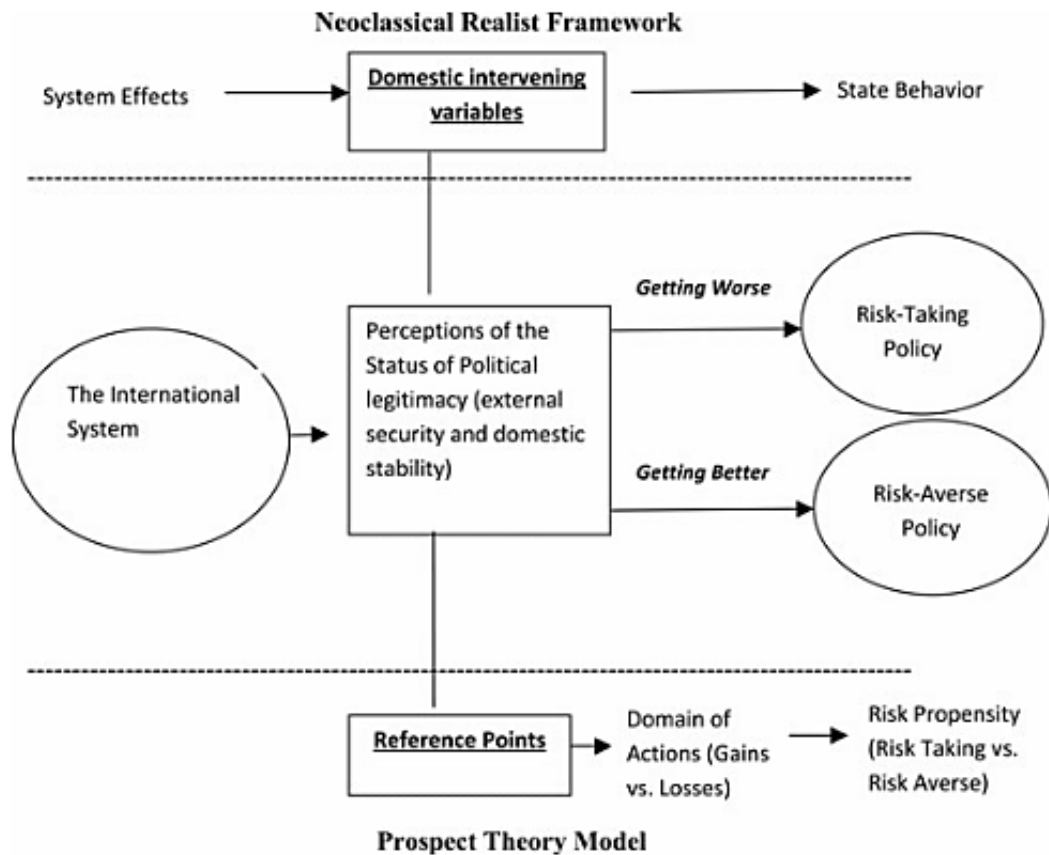 Neoclassical Realist Framework
System Effects
Domestic intervening
variables
State Behavior
The International
System
Perceptions of the
Status of Political
legitimacy (external
security and domestic
stability)
Getting Worse
Risk-Taking
Policy
Getting Better
Risk-Averse
Policy
Reference Points
Domain of
Actions (Gains
vs. Losses)
Risk Propensity
(Risk Taking vs.
Risk Averse)
Prospect Theory Model